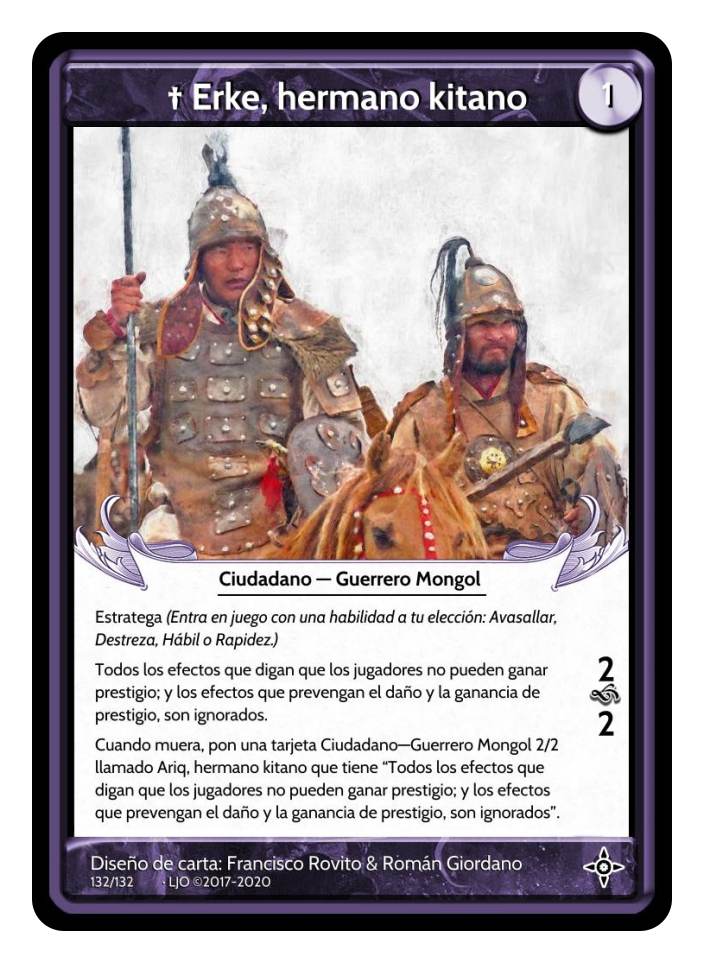 ✝ Erke, hermano kitano
1
Ciudadano — Guerrero Mongol
Estratega (Entra en juego con una habilidad a tu elección: Avasallar,
Destreza, Hábil o Rapidez.)
Todos los efectos que digan que los jugadores no pueden ganar
prestigio; y los efectos que prevengan el daño y la ganancia de
prestigio, son ignorados.
2
2
Cuando muera, pon una tarjeta Ciudadano—Guerrero Mongol 2/2
llamado Ariq, hermano kitano que tiene “Todos los efectos que
digan que los jugadores no pueden ganar prestigio; y los efectos
que prevengan el daño y la ganancia de prestigio, son ignorados”.
Diseño de carta: Francisco Rovito & Román Giordano
132/132 · LJO ©2017-2020